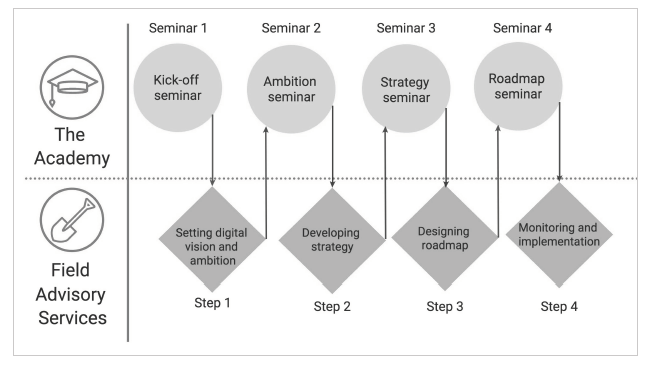 Seminar 1
Seminar 2
Seminar 3
Seminar 4
Kick-off
seminar
Ambition
seminar
Strategy
seminar
Roadmap
seminar
The
Academy
Setting digital
vision and
ambition
Developing
strategy
Designing
roadmap
Monitoring and
implementation
Field
Advisory
Services
Step 1
Step 2
Step 3
Step 4